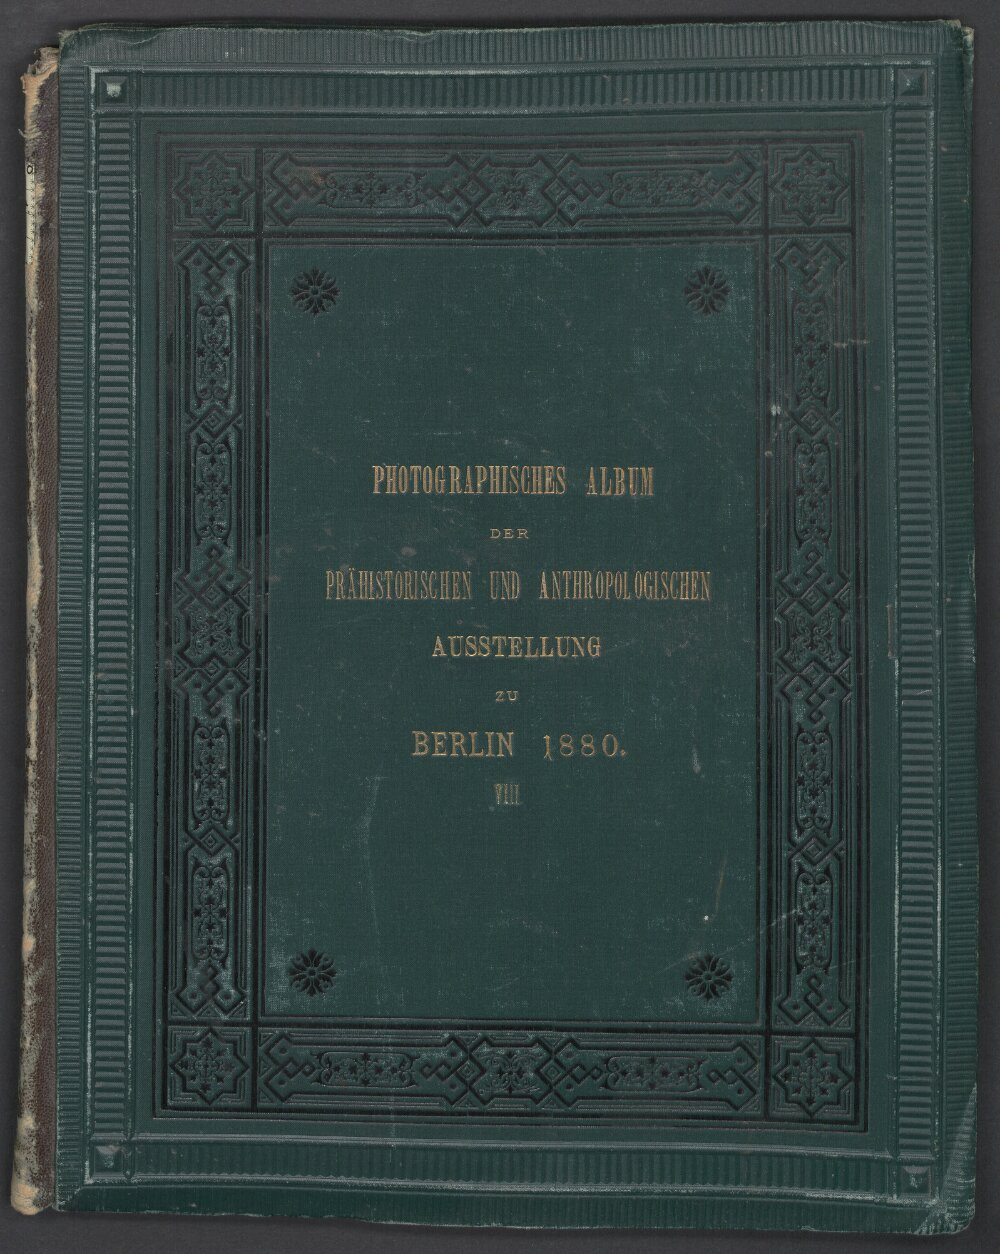 PHOTOGRAPHISCHES ALBUM
DER
PRÄHISTORISCHEN UND ANTHROPOLOGISCHEN
AUSSTELLUNG
ZU
BERLIN 1880.
VIII.